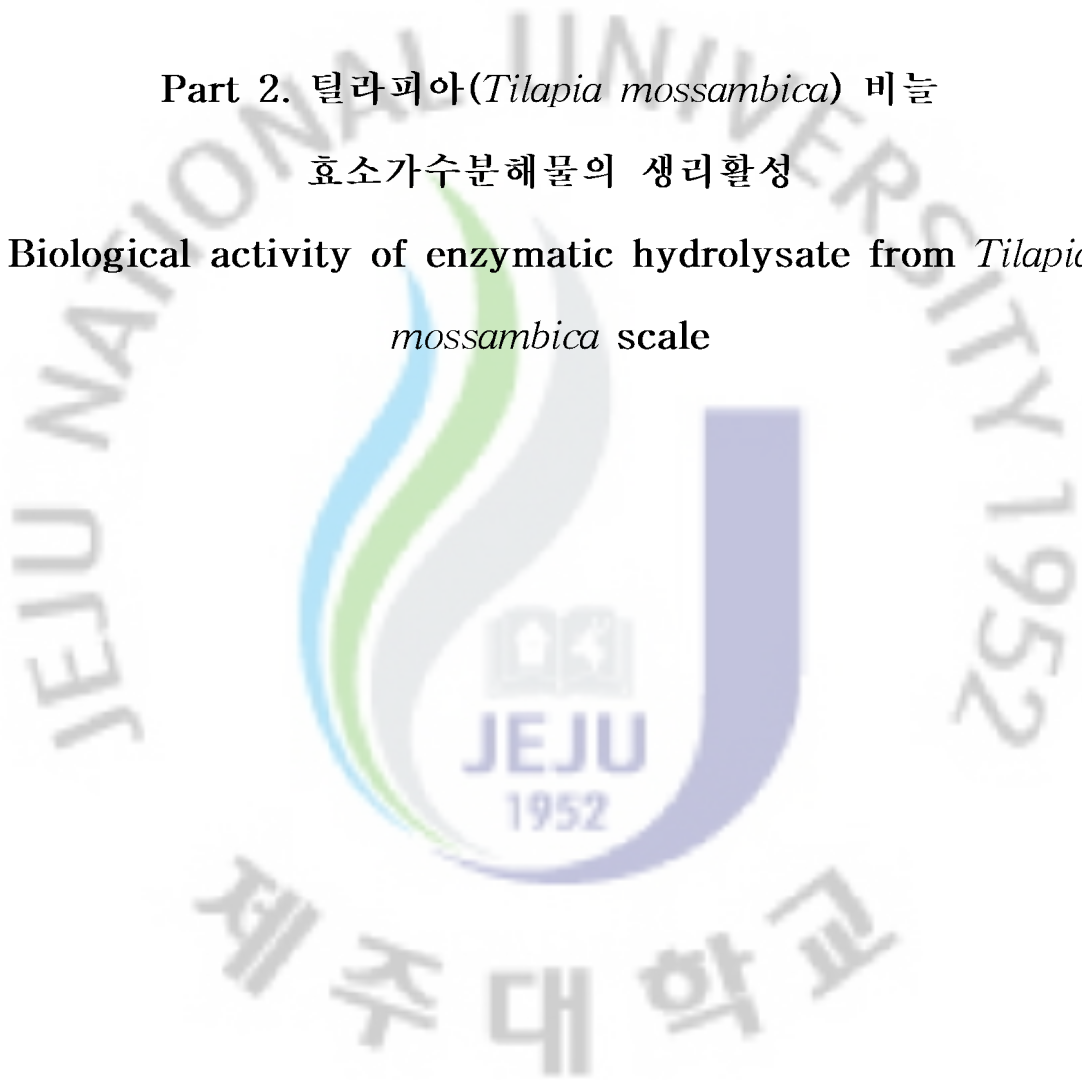 Part 2. 틸라피아(Tilapia mossambica) 비늘
효소가수분해물의 생리활성
Biological activity of enzymatic hydrolysate from Tilapia
mossambica scale
JEJU NATIONAL UNIVERSITY 1952
JEJU
1952
제주대학교